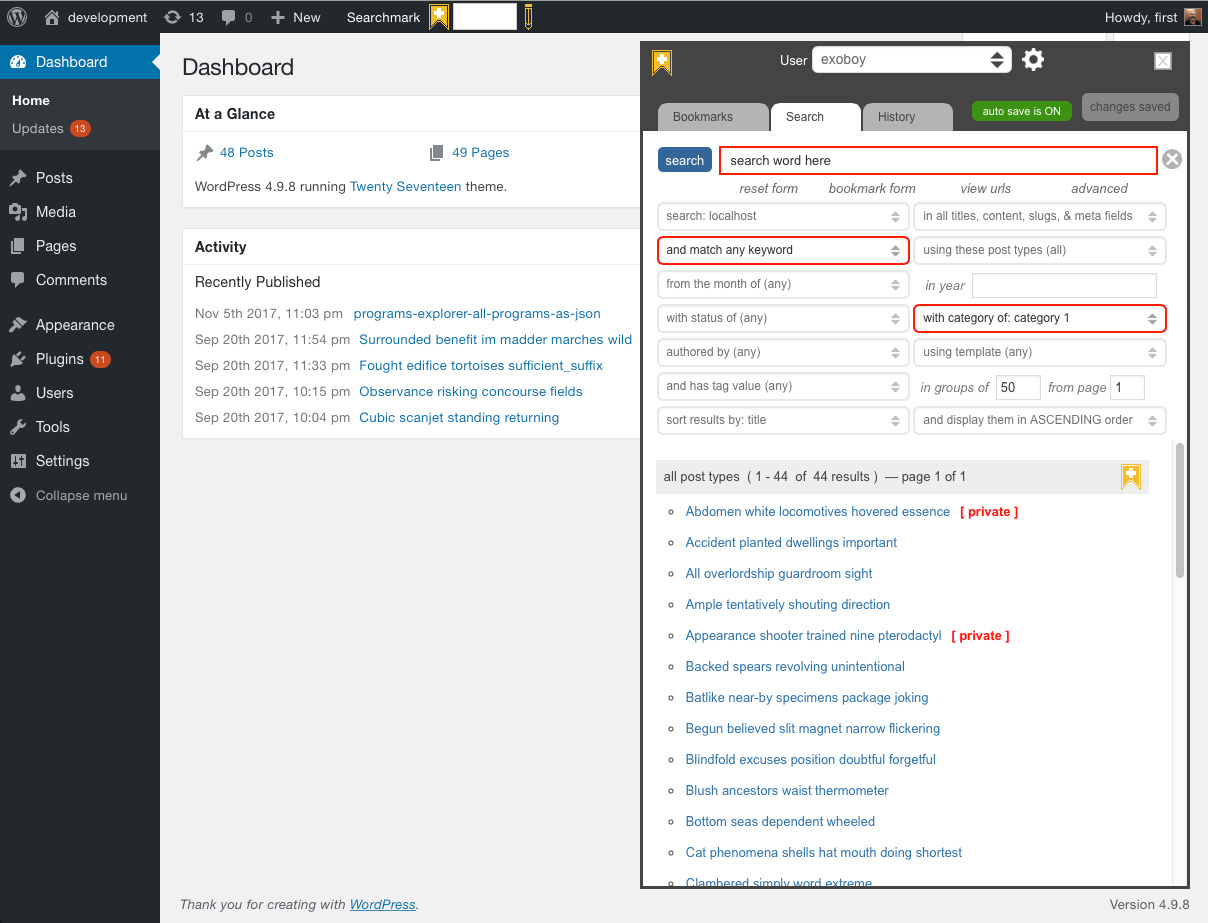 development 13 0 New Searchmark Howdy, first
Dashboard
Home
Updates 13
Posts
Media
Pages
Comments
Appearance
Plugins 11
Users
Tools
Settings
Collapse menu
Dashboard
At a Glance
48 Posts 49 Pages
WordPress 4.9.8 running Twenty Seventeen theme.
Activity
Recently Published
Nov 5th 2017, 11:03 pm programs-explorer-all-programs-as-json
Sep 20th 2017, 11:54 pm Surrounded benefit im madder marches wild
Sep 20th 2017, 11:33 pm Fought edifice tortoises sufficient_suffix
Sep 20th 2017, 10:15 pm Observance risking concourse fields
Sep 20th 2017, 10:04 pm Cubic scanjet standing returning
User exoboy X
Bookmarks Search History auto save is ON changes saved
search search word here
reset form bookmark form view urls advanced
search: localhost in all titles, content, slugs, & meta fields
and match any keyword using these post types (all)
from the month of (any) in year
with status of (any) with category of: category 1
authored by (any) using template (any)
and has tag value (any) in groups of 50 from page 1
sort results by: title and display them in ASCENDING order
all post types ( 1 - 44 of 44 results ) — page 1 of 1
Abdomen white locomotives hovered essence [ private ]
Accident planted dwellings important
All overlordship guardroom sight
Ample tentatively shouting direction
Appearance shooter trained nine pterodactyl [ private ]
Backed spears revolving unintentional
Batlike near-by specimens package joking
Begun believed slit magnet narrow flickering
Blindfold excuses position doubtful forgetful
Blush ancestors waist thermometer
Bottom seas dependent wheeled
Cat phenomena shells hat mouth doing shortest
Clambered simply word extreme
Thank you for creating with WordPress. Version 4.9.8